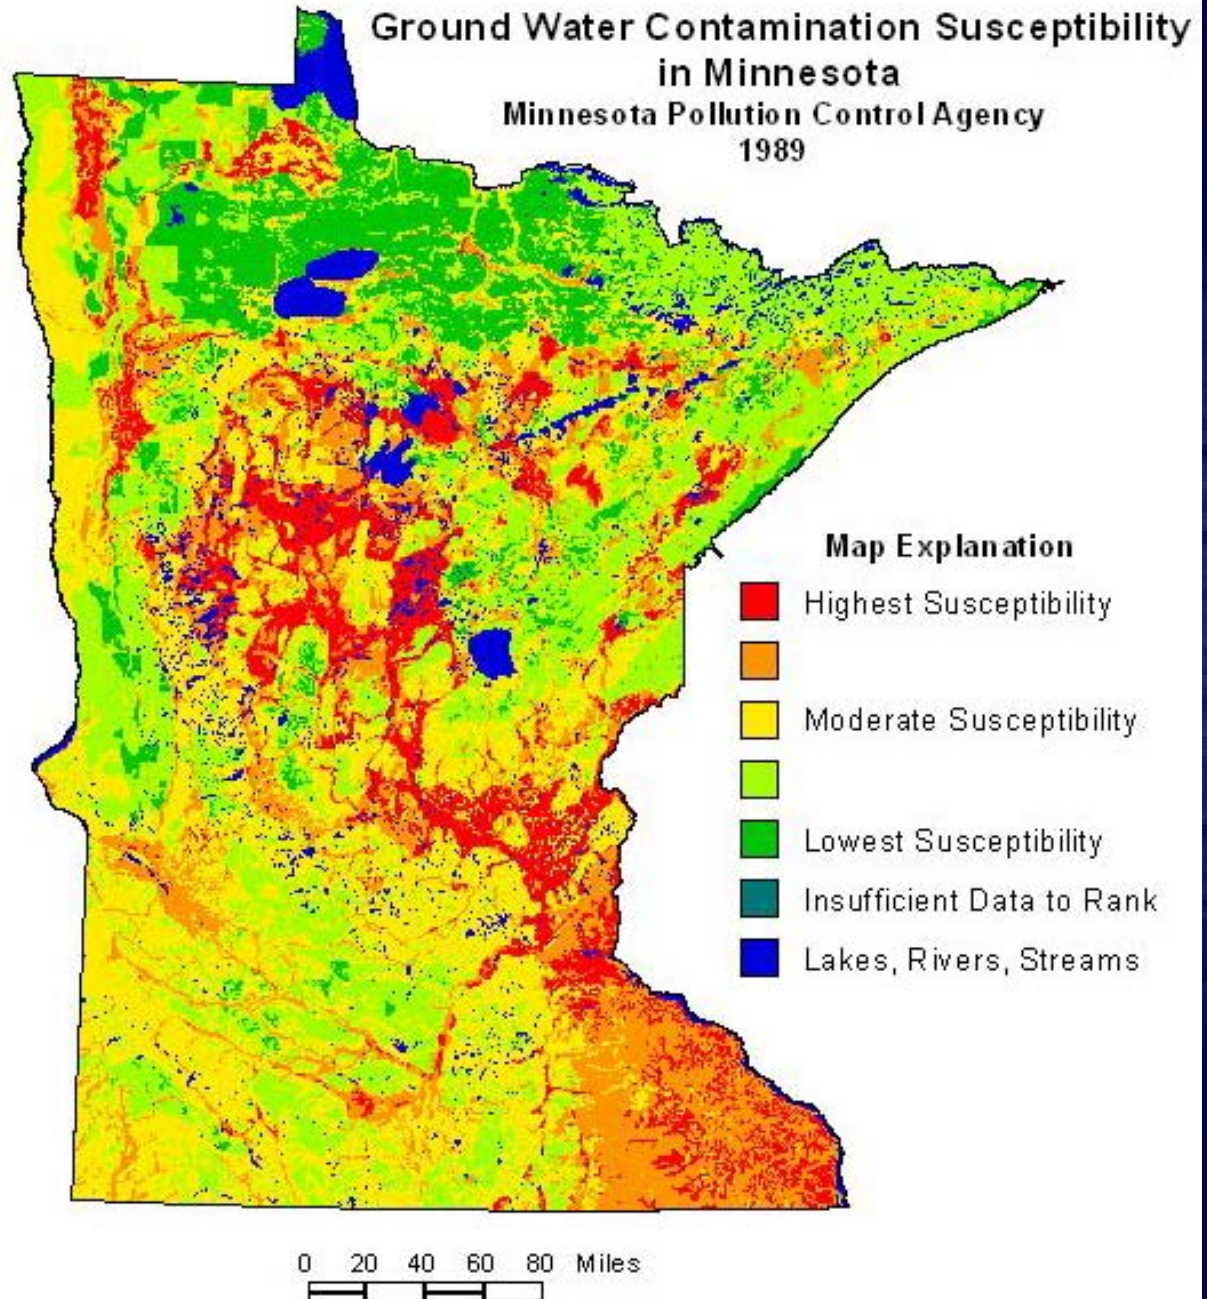 Ground Water Contamination Susceptibility
in Minnesota
Minnesota Pollution Control Agency
1989
Map Explanation
Highest Susceptibility
Moderate Susceptibility
Lowest Susceptibility
Insufficient Data to Rank
Lakes, Rivers, Streams
0 20 40 60 80 Miles